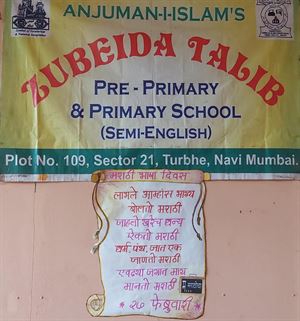 ANJUMAN-I-ISLAM'S
ZUBEIDA TALIB
PRE - PRIMARY
& PRIMARY SCHOOL
(SEMI-ENGLISH)
Plot No. 109, Sector 21, Turbhe, Navi Mumbai.
मराठी भाषा दिवस
लाभले आम्हांस भाग्य
बोलतो मराठी
जाहलो खरेच धन्य
ऐकतो मराठी
धर्म, पंथ, जात एक
जाणतो मराठी
एवढ्या जगात माय
मानतो मराठी
* २७ फेब्रुवारी *